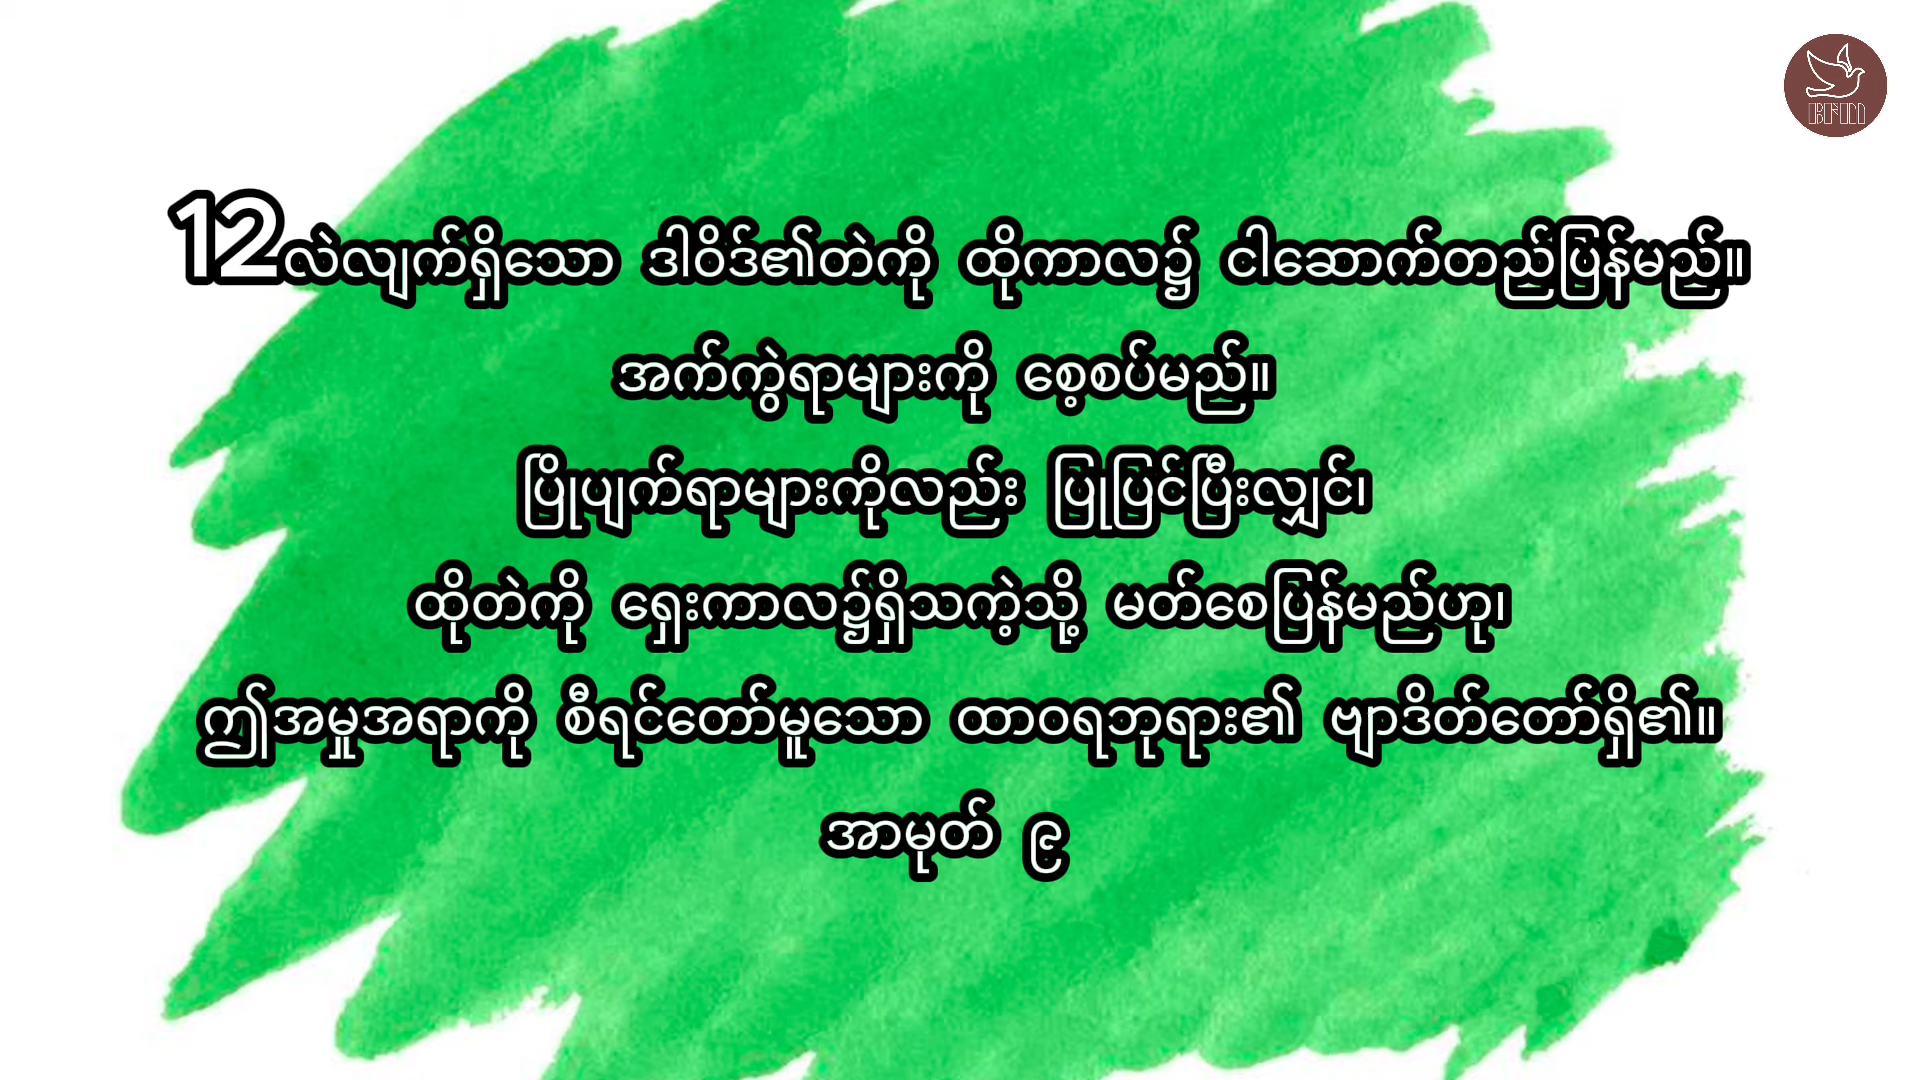 BFM
12လဲလျက်ရှိသော ဒါဝိဒ်၏တဲကို ထိုကာလ၌ ငါဆောက်တည်ပြန်မည်။
အက်ကွဲရာများကို စေ့စပ်မည်။
ပြိုပျက်ရာများကိုလည်း ပြုပြင်ပြီးလျှင်၊
ထိုတဲကို ရှေးကာလ၌ရှိသကဲ့သို့ မတ်စေပြန်မည်ဟု၊
ဤအမှုအရာကို စီရင်တော်မူသော ထာဝရဘုရား၏ ဗျာဒိတ်တော်ရှိ၏။
အာမုတ် ၉